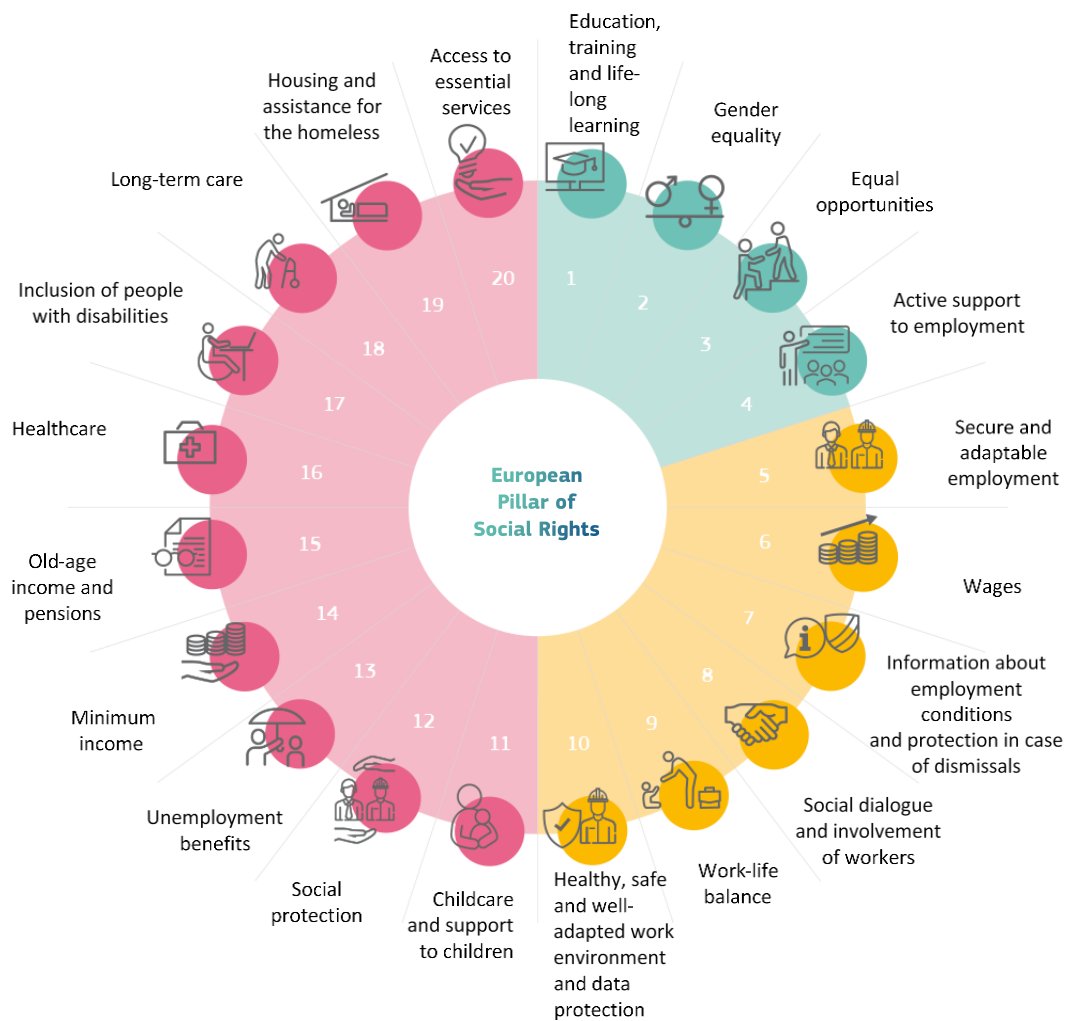 Education,
training
and life-
long
learning
Gender
equality
Equal
opportunities
Active support
to employment
Secure and
adaptable
employment
Wages
Information about
employment
conditions
and protection in case
of dismissals
Social dialogue
and involvement
of workers
Work-life
balance
Healthy, safe
and well-
adapted work
environment
and data
protection
Childcare
and support
to children
Social
protection
Unemployment
benefits
Minimum
income
Old-age
income and
pensions
Healthcare
Inclusion of people
with disabilities
Long-term care
Housing and
assistance for
the homeless
Access to
essential
services
1
2
3
4
5
6
7
8
9
10
11
12
13
14
15
16
17
18
19
20
European
Pillar of
Social Rights
i